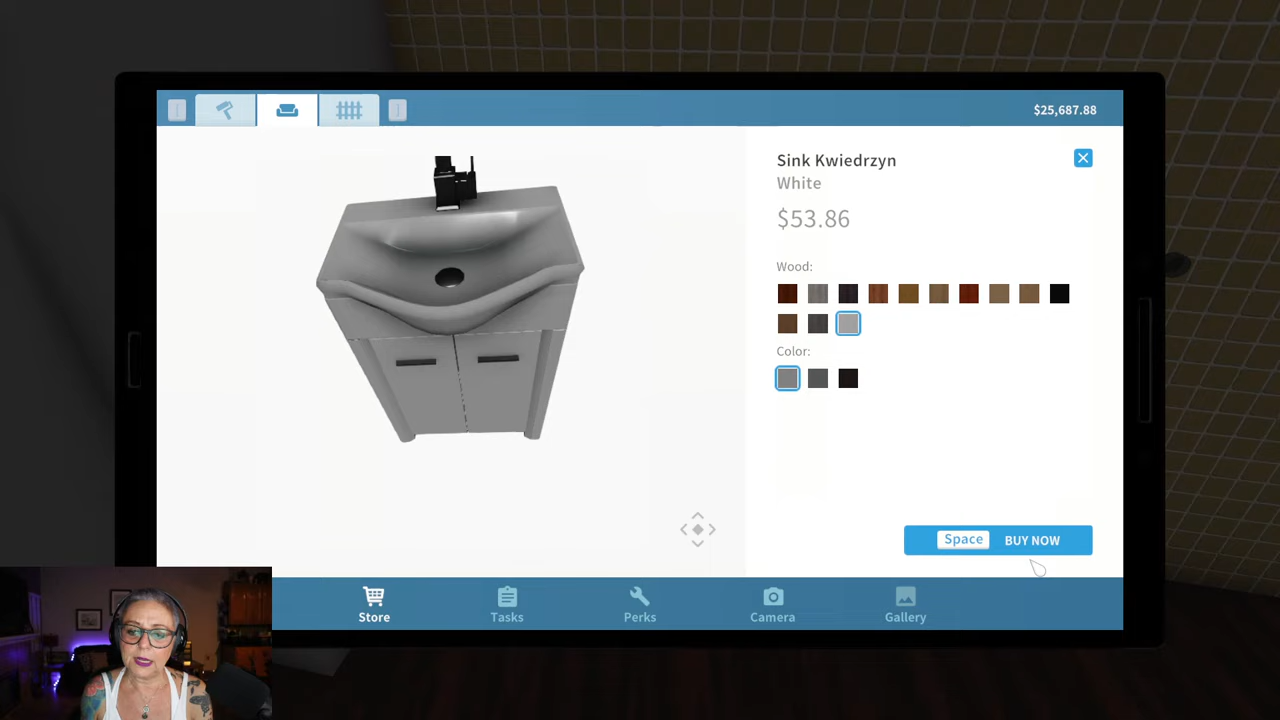 $25,687.88
Sink Kwiedrzyn
White
$53.86
Wood:
Color:
Space BUY NOW
Store
Tasks
Perks
Camera
Gallery